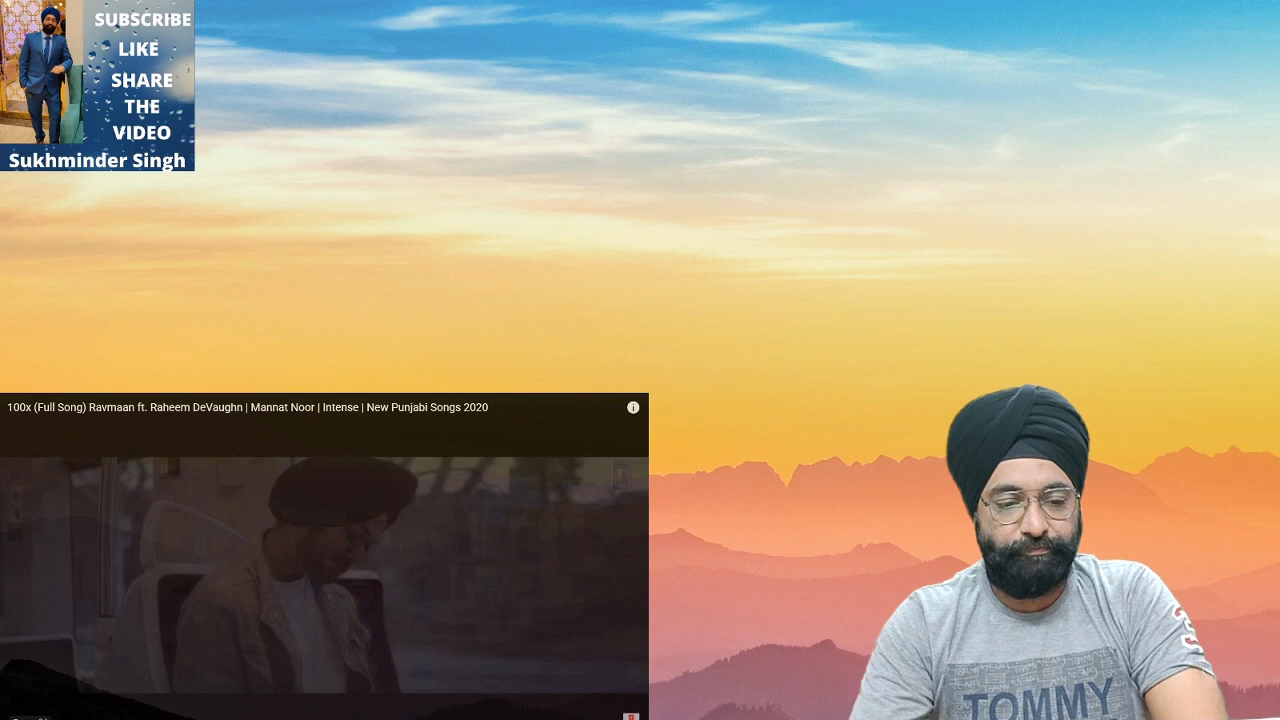 SUBSCRIBE
LIKE
SHARE
THE
VIDEO
Sukhminder Singh
100x (Full Song) Ravmaan ft. Raheem DeVaughn | Mannat Noor | Intense | New Punjabi Songs 2020
TOMMY